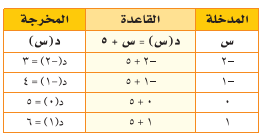 المدخلة القاعدة المخرجة
س د(س) = س + ٥ د(س)
−٢ −٢ + ٥ د(−٢) = ٣
−١ −١ + ٥ د(−١) = ٤
٠ ٠ + ٥ د(٠) = ٥
١ ١ + ٥ د(١) = ٦